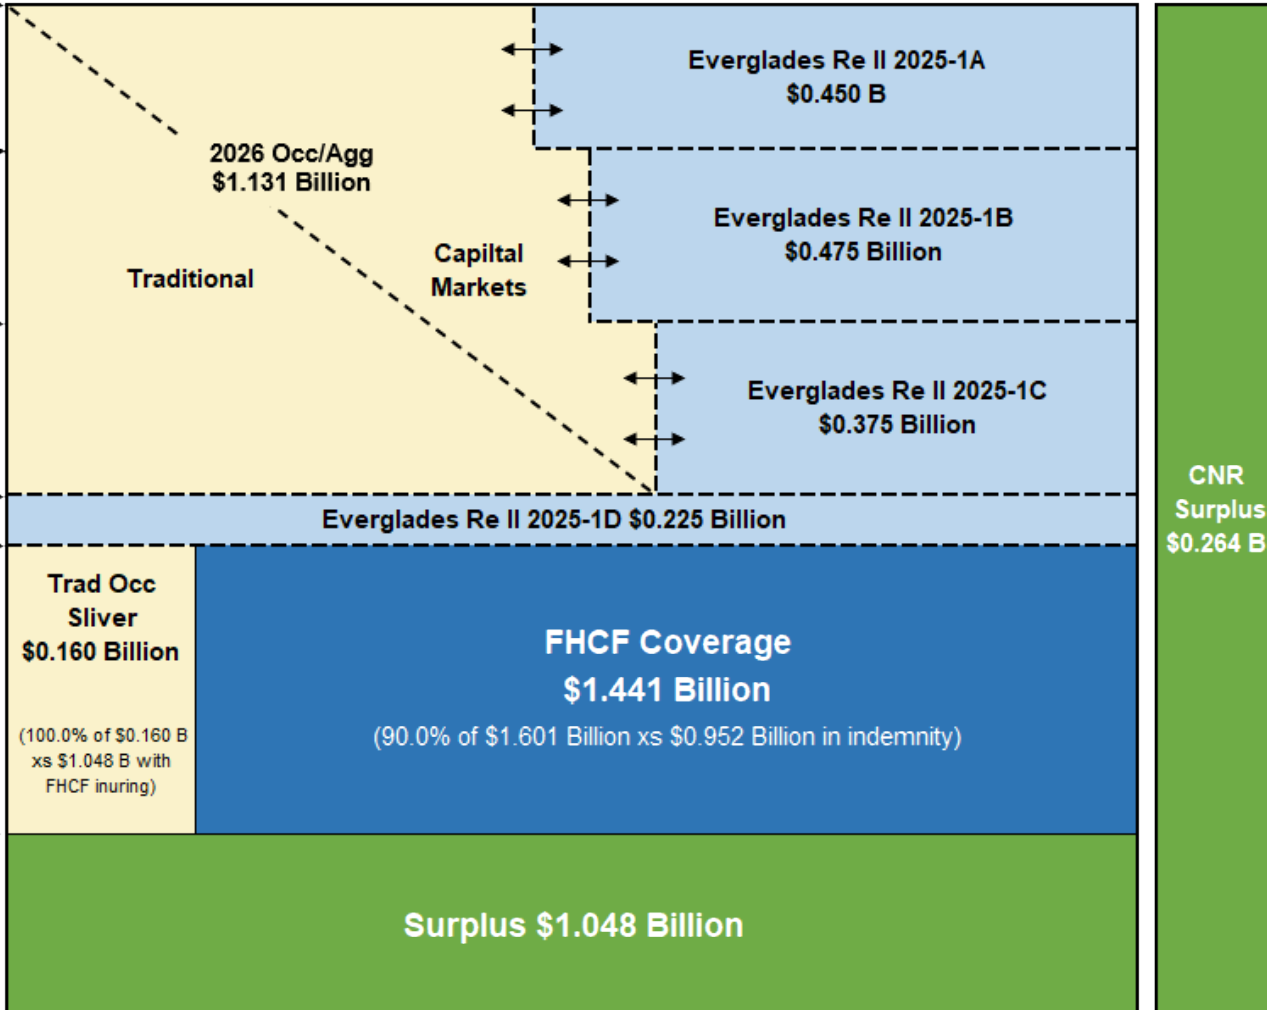 Everglades Re II 2025-1A
$0.450 B
2026 Occ/Agg
$1.131 Billion
Everglades Re II 2025-1B
$0.475 Billion
Traditional
Capiltal
Markets
Everglades Re II 2025-1C
$0.375 Billion
Everglades Re II 2025-1D $0.225 Billion
Trad Occ
Sliver
$0.160 Billion
(100.0% of $0.160 B
xs $1.048 B with
FHCF inuring)
FHCF Coverage
$1.441 Billion
(90.0% of $1.601 Billion xs $0.952 Billion in indemnity)
Surplus $1.048 Billion
CNR
Surplus
$0.264 B